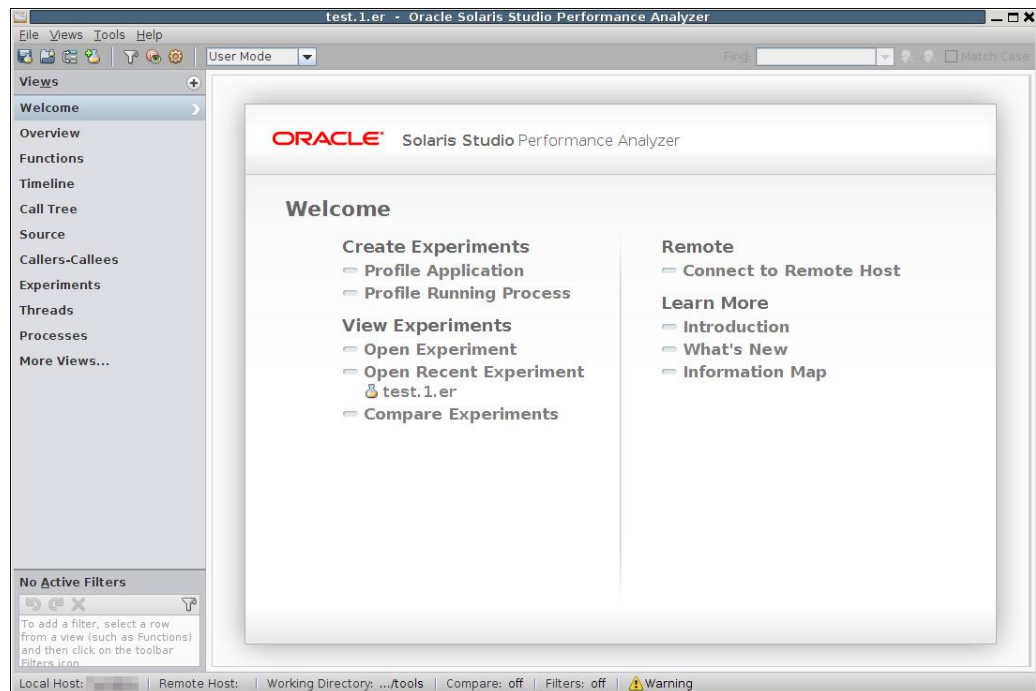 test.1.er - Oracle Solaris Studio Performance Analyzer
File Views Tools Help
User Mode
Find:
Match Case
Views
Welcome
Overview
Functions
Timeline
Call Tree
Source
Callers-Callees
Experiments
Threads
Processes
More Views...
ORACLE Solaris Studio Performance Analyzer
Welcome
Create Experiments
Profile Application
Profile Running Process
View Experiments
Open Experiment
Open Recent Experiment
test.1.er
Compare Experiments
Remote
Connect to Remote Host
Learn More
Introduction
What's New
Information Map
No Active Filters
To add a filter, select a row
from a view (such as Functions)
and then click on the toolbar
Filters icon
Local Host: Remote Host: Working Directory: .../tools Compare: off Filters: off Warning